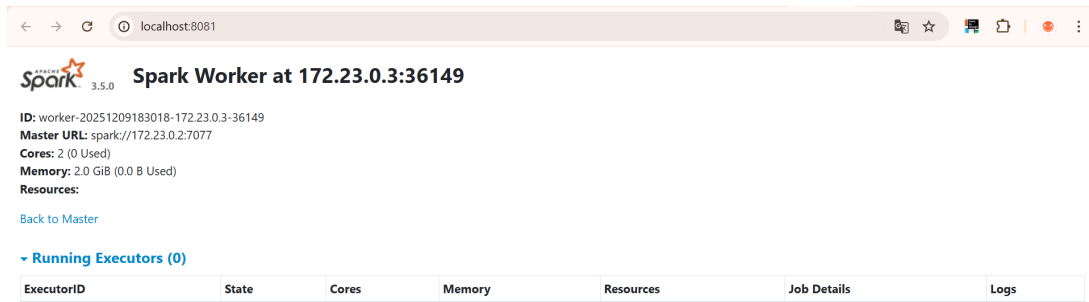 localhost:8081
APACHE
Spark 3.5.0 Spark Worker at 172.23.0.3:36149
ID: worker-20251209183018-172.23.0.3-36149
Master URL: spark://172.23.0.2:7077
Cores: 2 (0 Used)
Memory: 2.0 GiB (0.0 B Used)
Resources:
Back to Master
Running Executors (0)
ExecutorID State Cores Memory Resources Job Details Logs